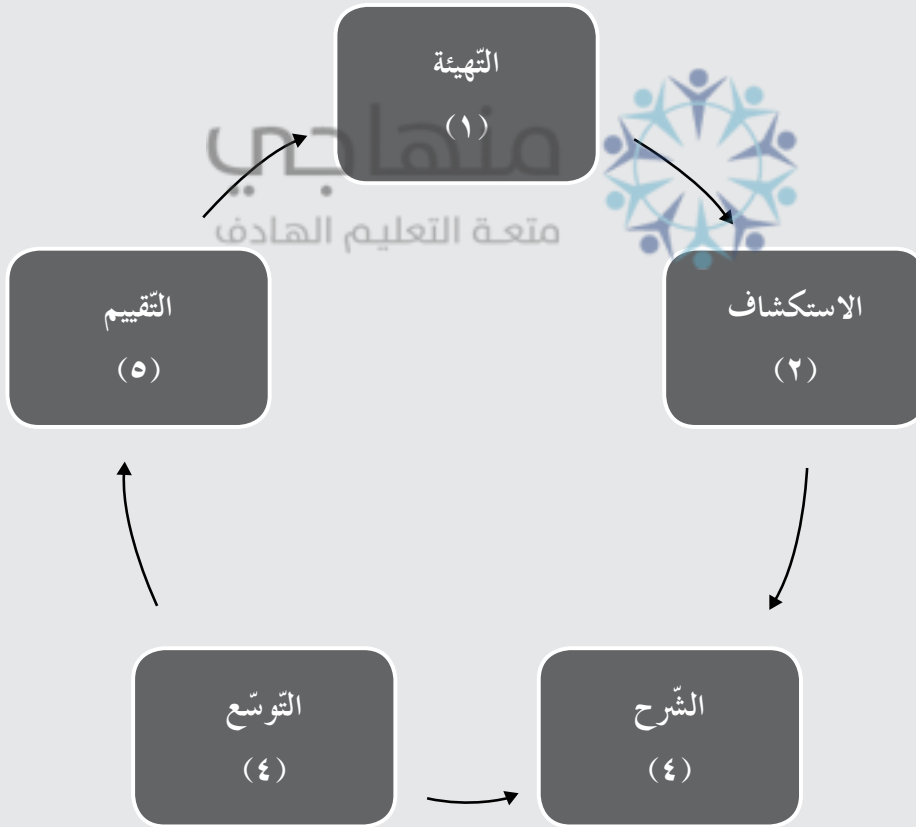 التّهيئة
(١)
منهاجي
متعة التعليم الهادف
الاستكشاف
(٢)
التّقييم
(٥)
الشّرح
(٤)
التّوسّع
(٤)